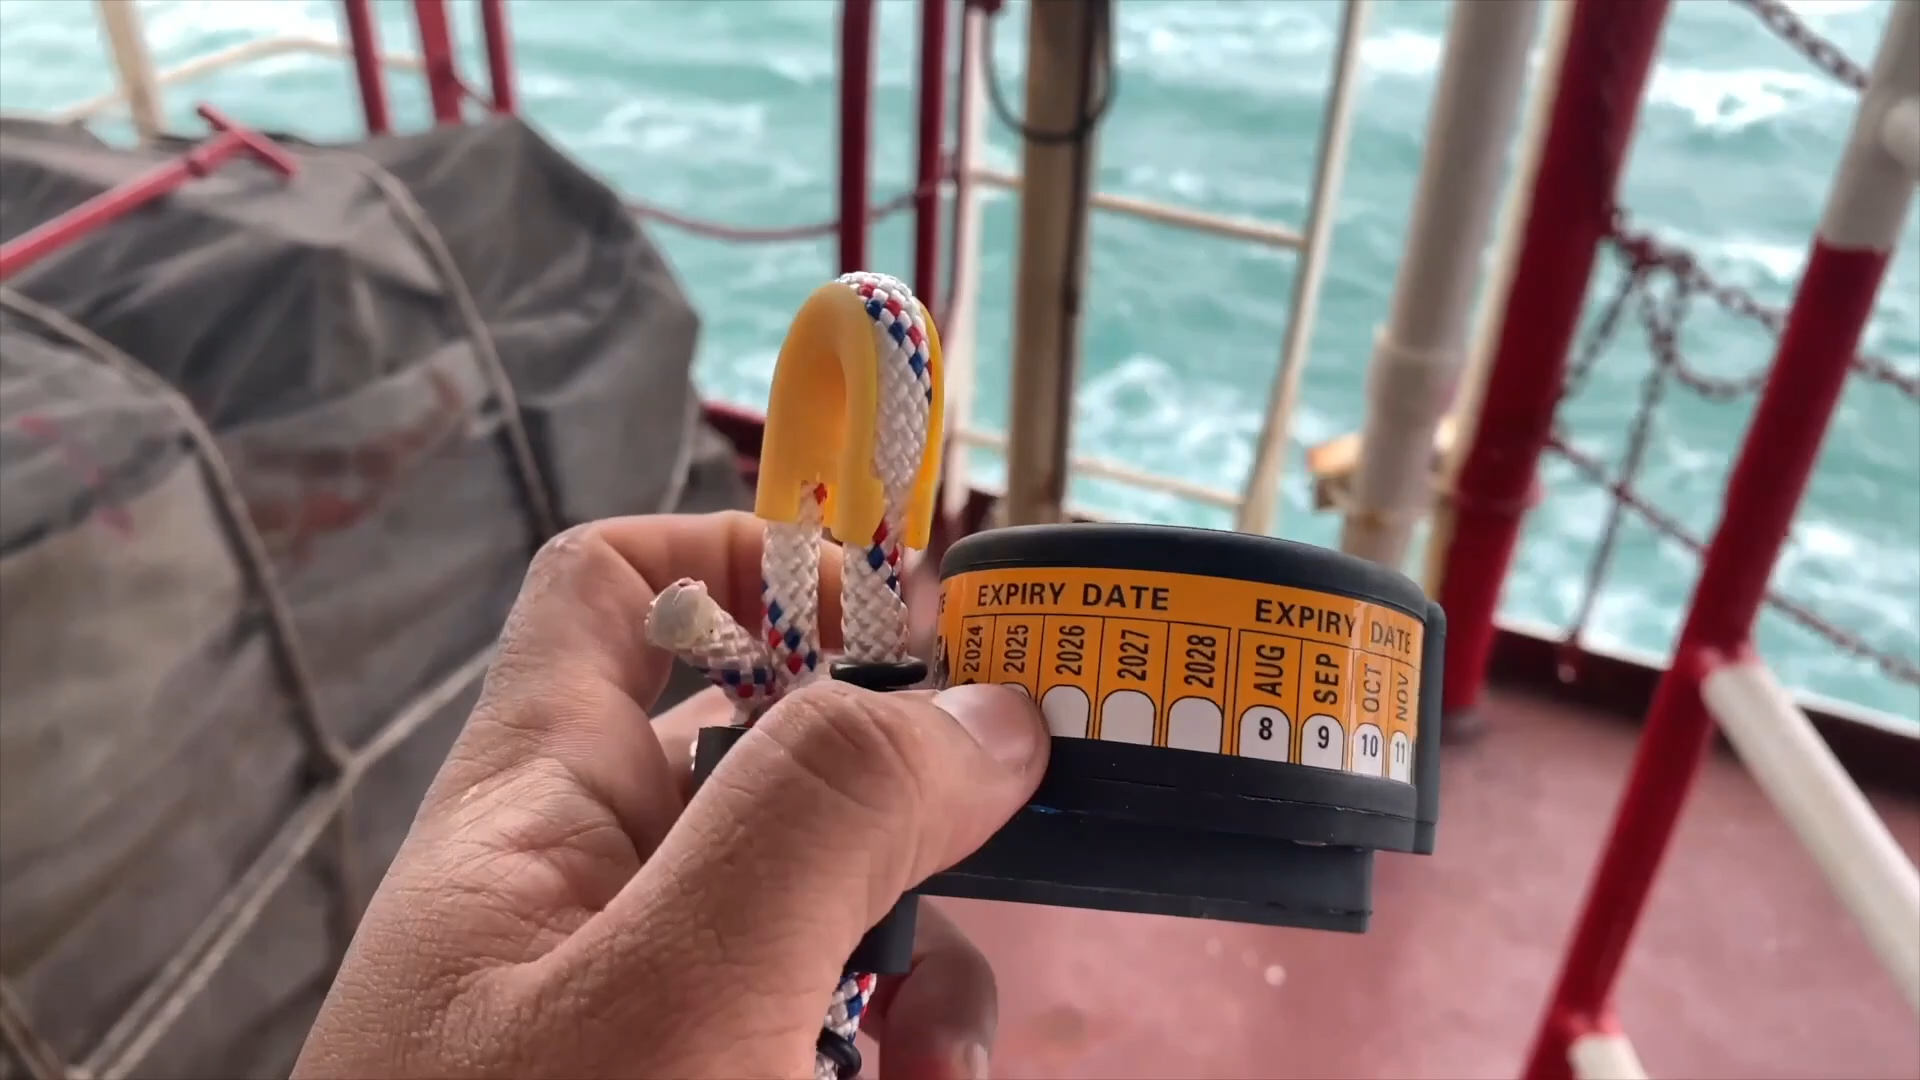 EXPIRY DATE EXPIRY DATE
2024 2025 2026 2027 2028 AUG SEP OCT NOV
8 9 10 11